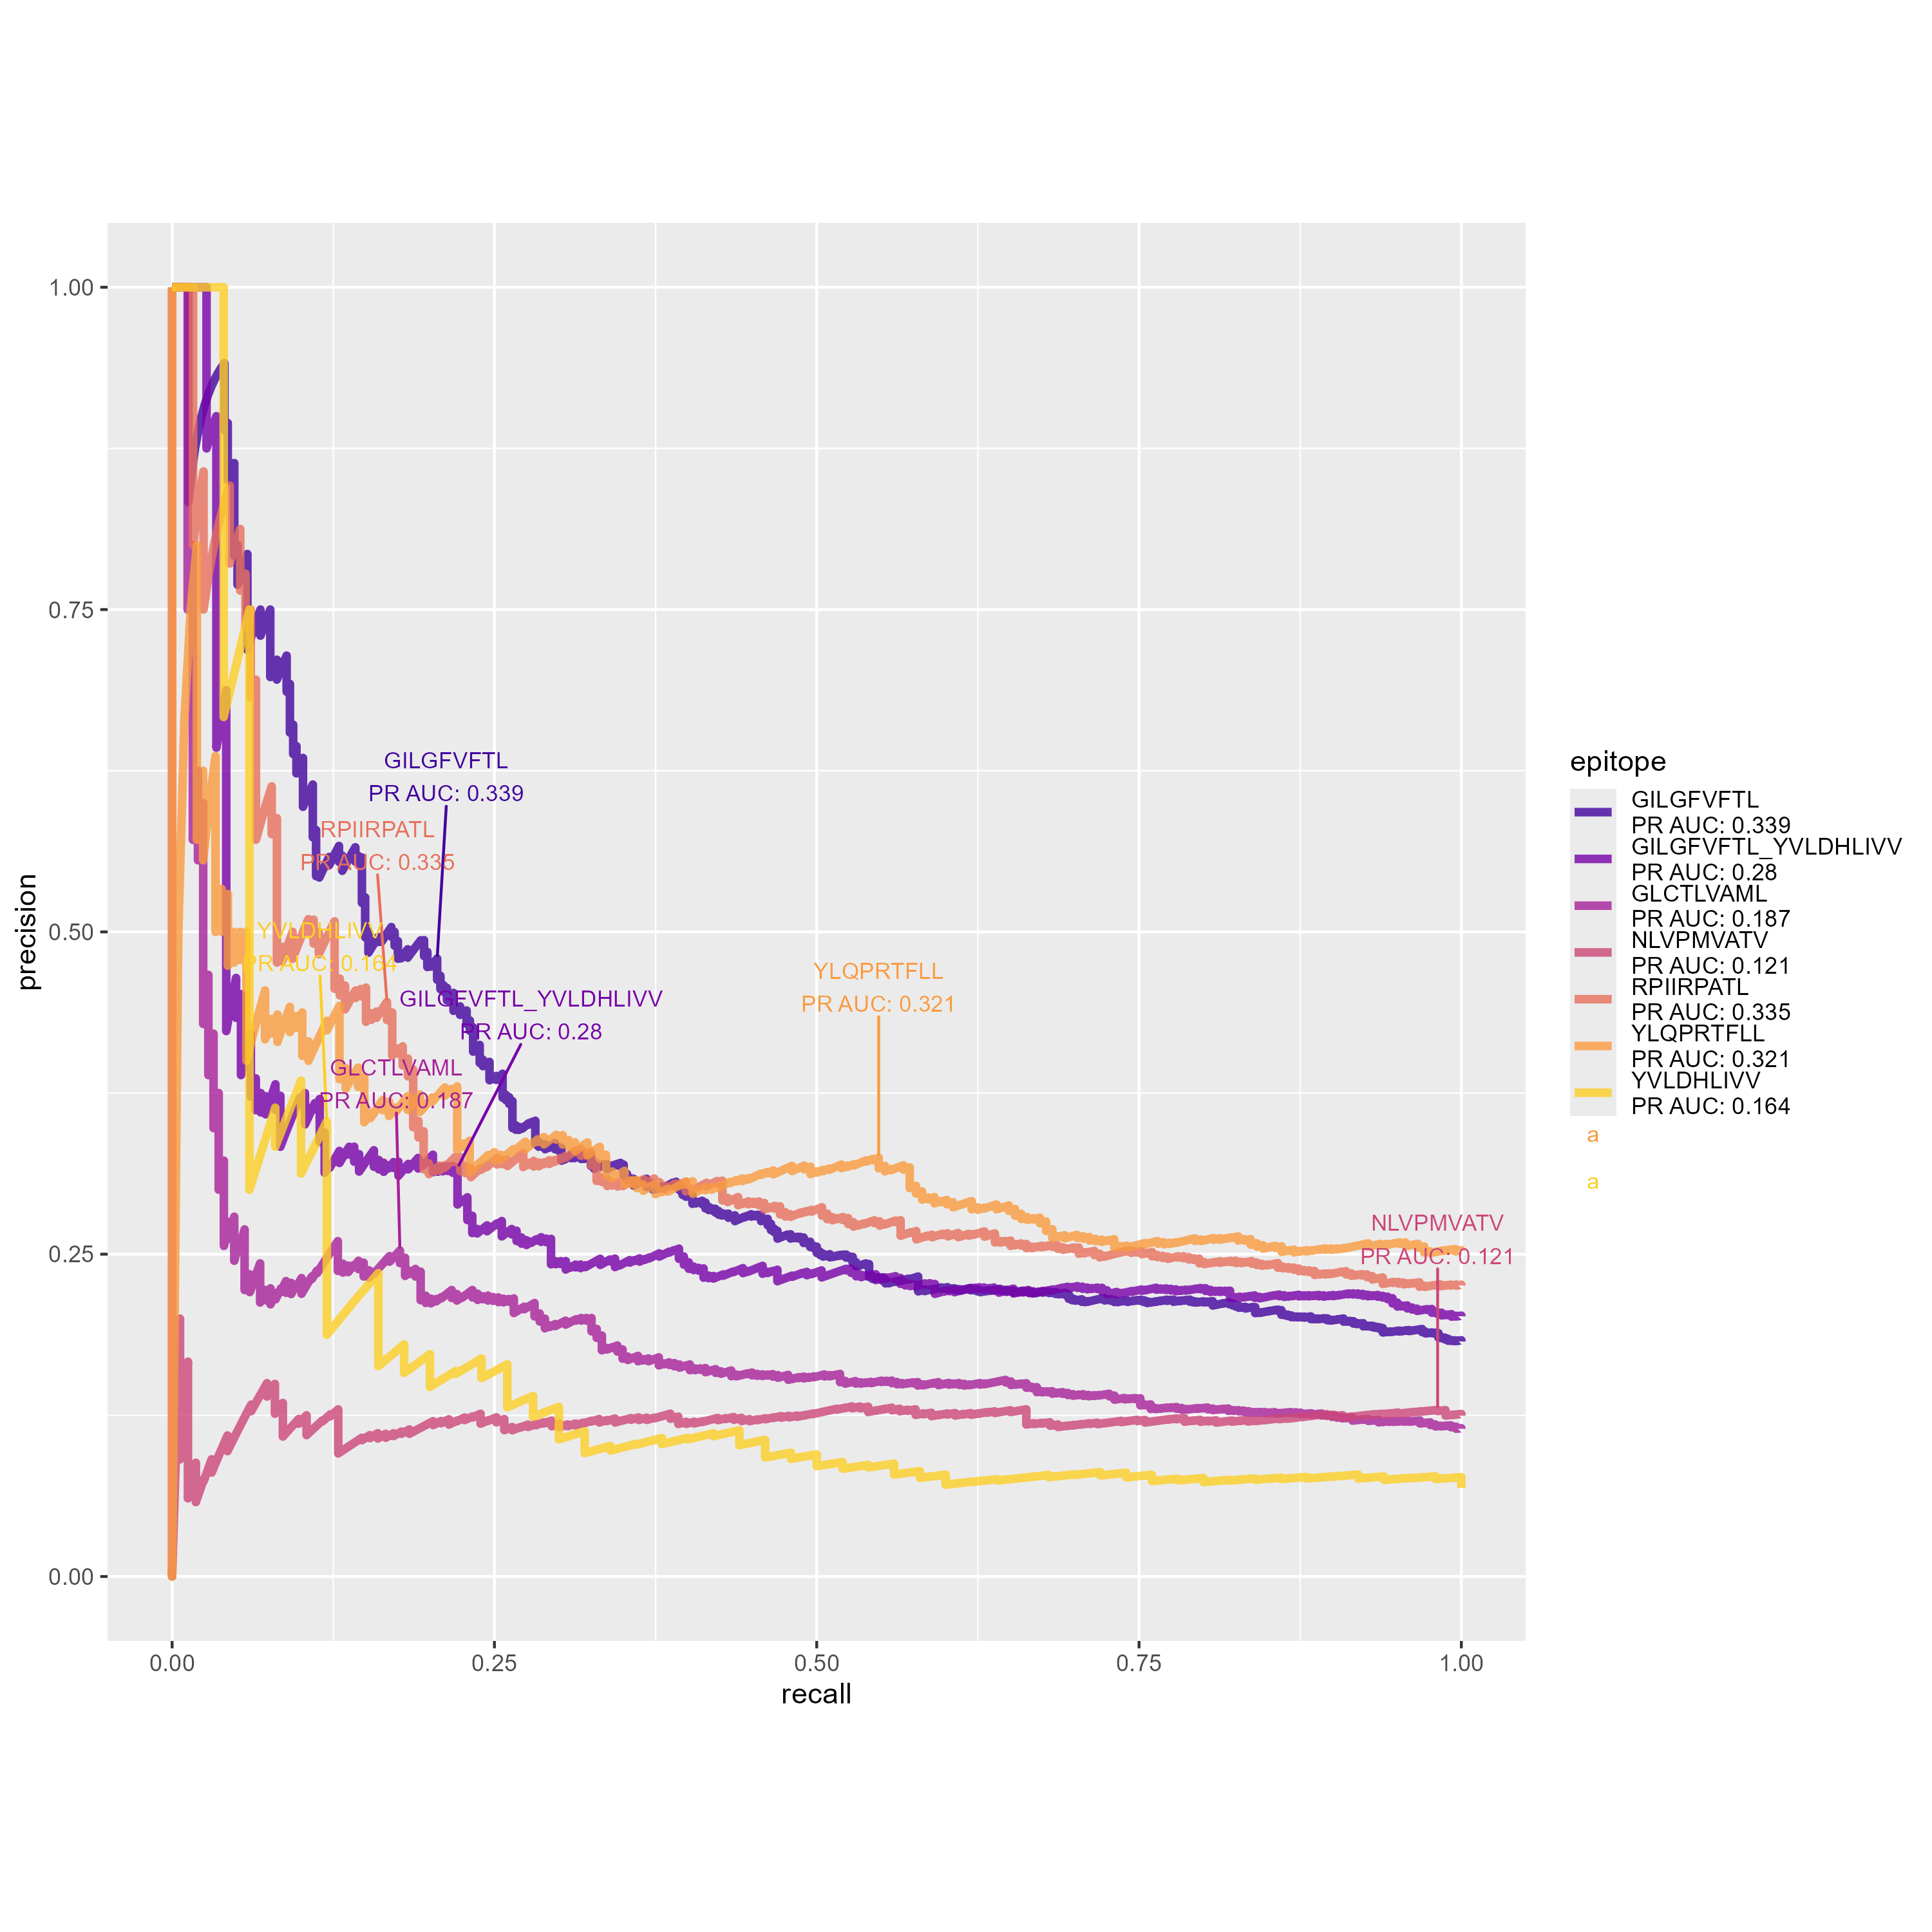 1.00
0.75
0.50
0.25
0.00
precision
GILGFVFTL
PR AUC: 0.339
RPIIRPATL
PR AUC: 0.335
YVLDHLIVV
PR AUC: 0.164
GILGFVFTL_YVLDHLIVV
PR AUC: 0.28
GLCTLVAML
PR AUC: 0.187
YLQPRTFLL
PR AUC: 0.321
NLVPMVATV
PR AUC: 0.121
0.00
0.25
0.50
0.75
1.00
recall
epitope
GILGFVFTL
PR AUC: 0.339
GILGFVFTL_YVLDHLIVV
PR AUC: 0.28
GLCTLVAML
PR AUC: 0.187
NLVPMVATV
PR AUC: 0.121
RPIIRPATL
PR AUC: 0.335
YLQPRTFLL
PR AUC: 0.321
YVLDHLIVV
PR AUC: 0.164
a
a